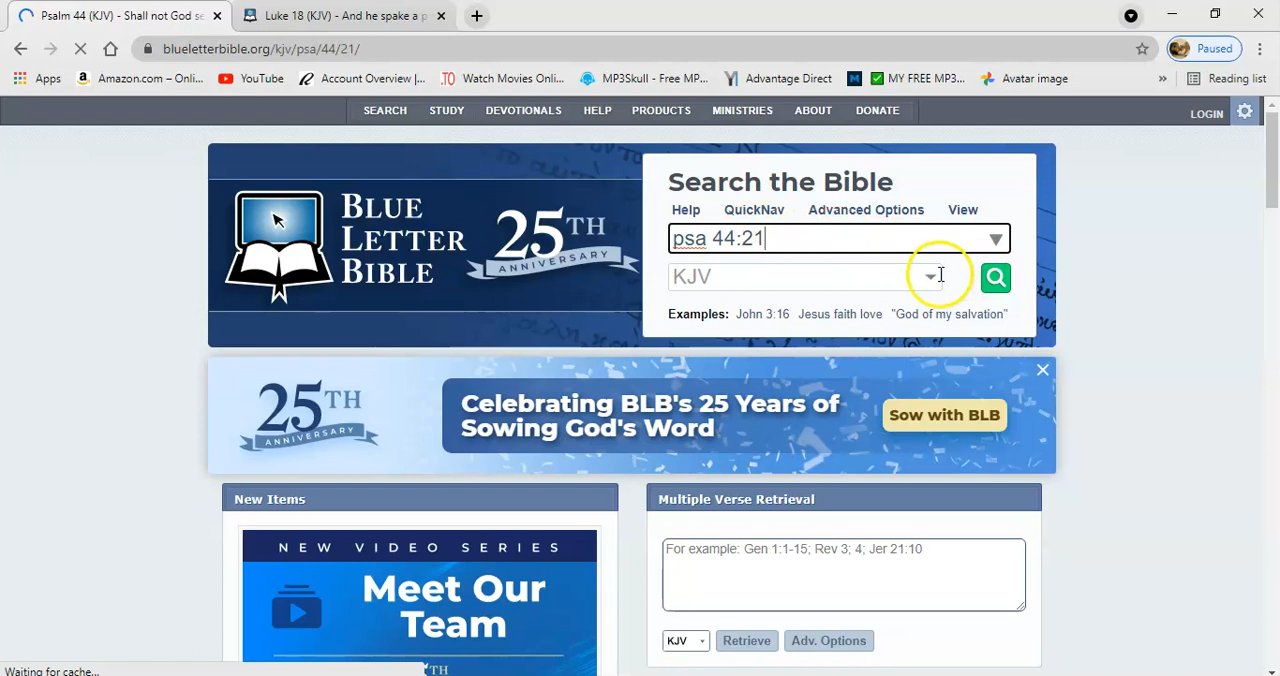 Psalm 44 (KJV) - Shall not God se
Luke 18 (KJV) - And he spake a p
blueletterbible.org/kjv/psa/44/21/
Paused
Apps
Amazon.com – Onli...
YouTube
Account Overview |...
Watch Movies Onlin...
MP3Skull - Free MP...
Advantage Direct
MY FREE MP3...
Avatar image
»
Reading list
SEARCH
STUDY
DEVOTIONALS
HELP
PRODUCTS
MINISTRIES
ABOUT
DONATE
LOGIN
BLUE
LETTER
BIBLE
25TH
ANNIVERSARY
Search the Bible
Help
QuickNav
Advanced Options
View
psa 44:21
KJV
Examples: John 3:16 Jesus faith love "God of my salvation"
25TH
ANNIVERSARY
Celebrating BLB's 25 Years of
Sowing God's Word
Sow with BLB
New Items
NEW VIDEO SERIES
Meet Our
Team
TH
Multiple Verse Retrieval
For example: Gen 1:1-15; Rev 3; 4; Jer 21:10
KJV
Retrieve
Adv. Options
Waiting for cache...